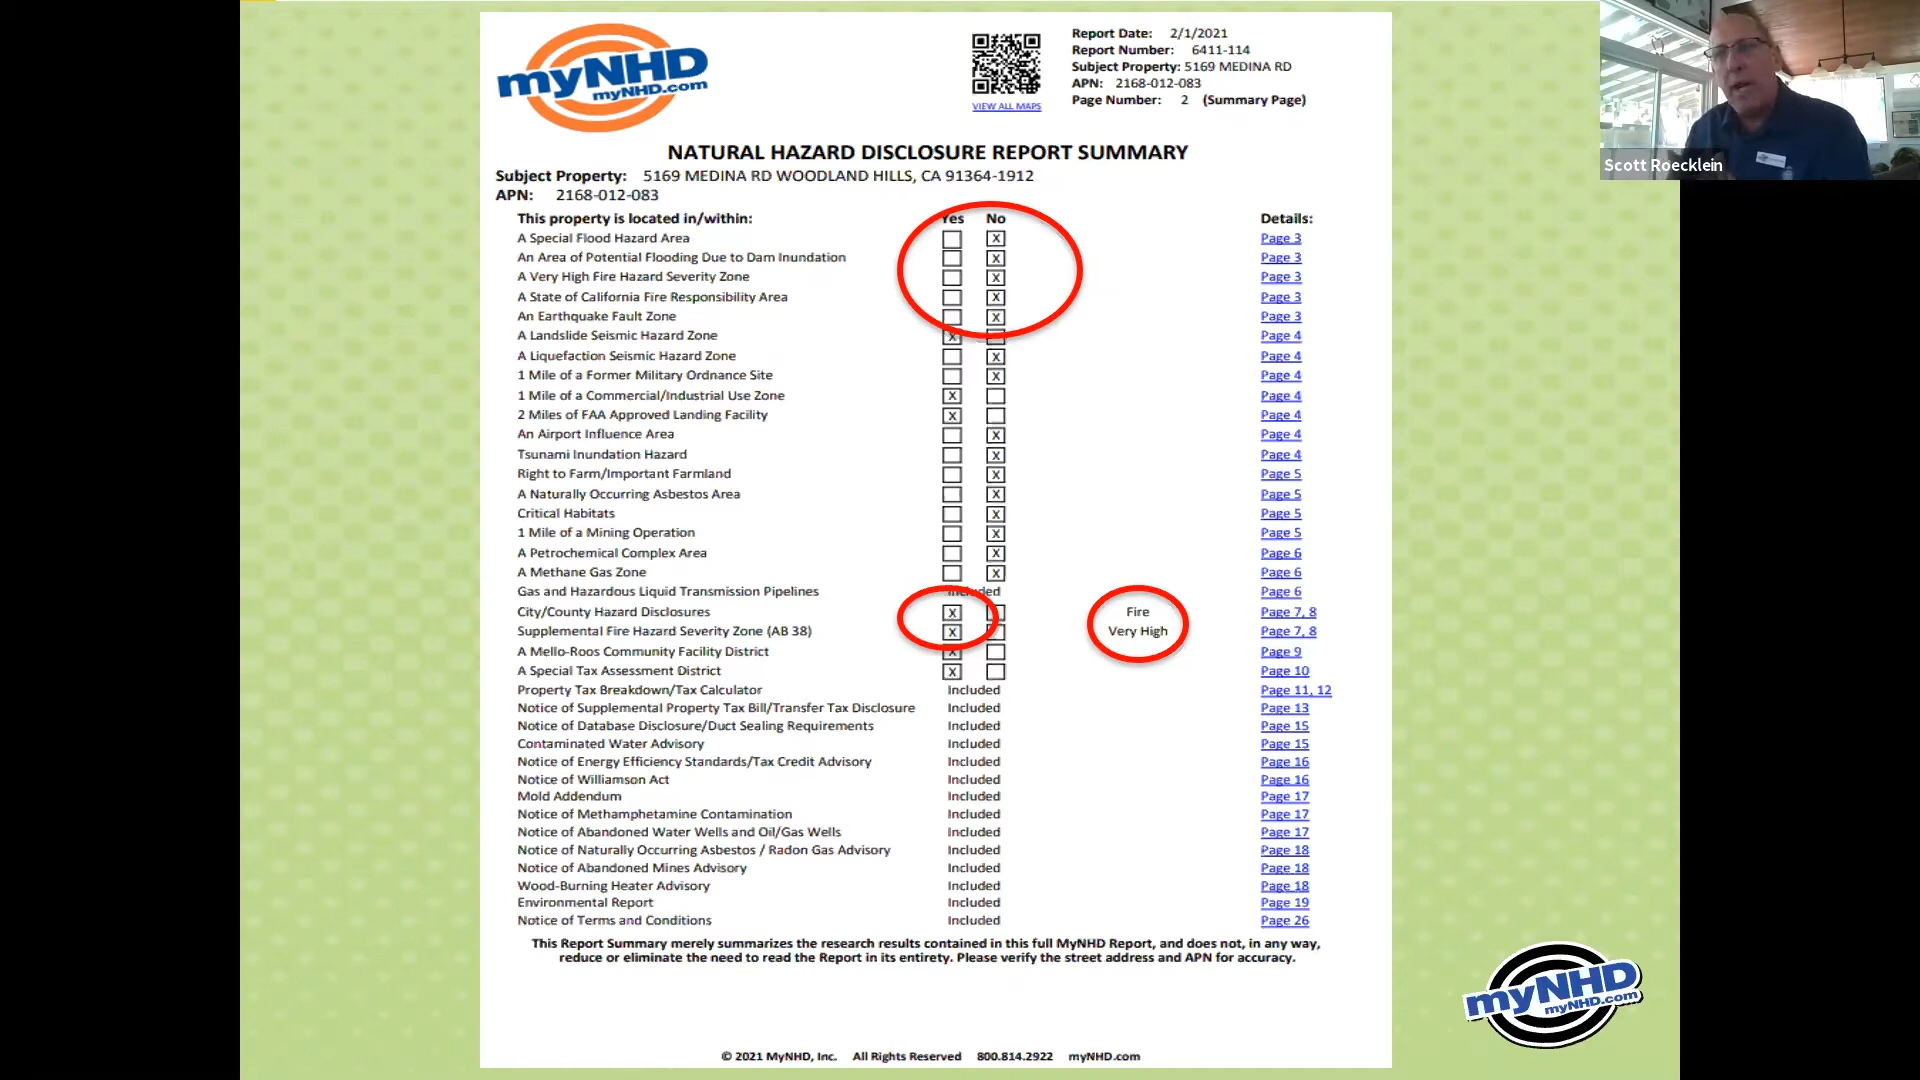 myNHD
myNHD.com
VIEW ALL MAPS
Report Date: 2/1/2021
Report Number: 6411-114
Subject Property: 5169 MEDINA RD
APN: 2168-012-083
Page Number: 2 (Summary Page)
Scott Roecklein
NATURAL HAZARD DISCLOSURE REPORT SUMMARY
Subject Property: 5169 MEDINA RD WOODLAND HILLS, CA 91364-1912
APN: 2168-012-083
This property is located in/within: Yes No Details:
A Special Flood Hazard Area X Page 3
An Area of Potential Flooding Due to Dam Inundation X Page 3
A Very High Fire Hazard Severity Zone X Page 3
A State of California Fire Responsibility Area X Page 3
An Earthquake Fault Zone X Page 3
A Landslide Seismic Hazard Zone X Page 4
A Liquefaction Seismic Hazard Zone X Page 4
1 Mile of a Former Military Ordnance Site X Page 4
1 Mile of a Commercial/Industrial Use Zone X Page 4
2 Miles of FAA Approved Landing Facility X Page 4
An Airport Influence Area X Page 4
Tsunami Inundation Hazard X Page 4
Right to Farm/Important Farmland X Page 5
A Naturally Occurring Asbestos Area X Page 5
Critical Habitats X Page 5
1 Mile of a Mining Operation X Page 5
A Petrochemical Complex Area X Page 6
A Methane Gas Zone X Page 6
Gas and Hazardous Liquid Transmission Pipelines Included Page 6
City/County Hazard Disclosures X Fire Page 7, 8
Supplemental Fire Hazard Severity Zone (AB 38) X Very High Page 7, 8
A Mello-Roos Community Facility District X Page 9
A Special Tax Assessment District X Page 10
Property Tax Breakdown/Tax Calculator Included Page 11, 12
Notice of Supplemental Property Tax Bill/Transfer Tax Disclosure Included Page 13
Notice of Database Disclosure/Duct Sealing Requirements Included Page 15
Contaminated Water Advisory Included Page 15
Notice of Energy Efficiency Standards/Tax Credit Advisory Included Page 16
Notice of Williamson Act Included Page 16
Mold Addendum Included Page 17
Notice of Methamphetamine Contamination Included Page 17
Notice of Abandoned Water Wells and Oil/Gas Wells Included Page 17
Notice of Naturally Occurring Asbestos / Radon Gas Advisory Included Page 18
Notice of Abandoned Mines Advisory Included Page 18
Wood-Burning Heater Advisory Included Page 18
Environmental Report Included Page 19
Notice of Terms and Conditions Included Page 26
This Report Summary merely summarizes the research results contained in this full MyNHD Report, and does not, in any way,
reduce or eliminate the need to read the Report in its entirety. Please verify the street address and APN for accuracy.
myNHD
myNHD.com
© 2021 MyNHD, Inc. All Rights Reserved 800.814.2922 myNHD.com